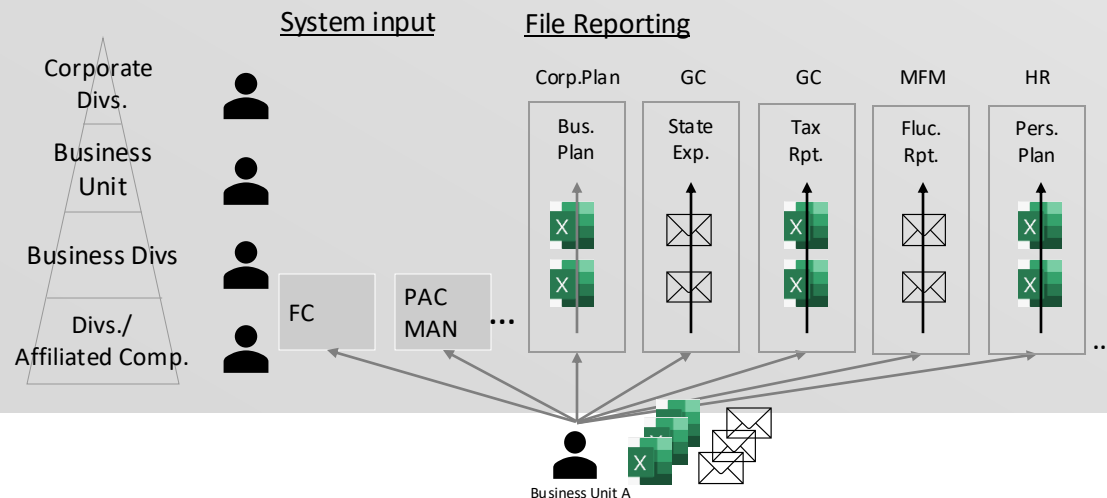 System input
File Reporting
Corporate
Divs.
Business
Unit
Business Divs
Divs./
Affiliated Comp.
FC
PAC
MAN
...
Corp.Plan
Bus.
Plan
GC
State
Exp.
GC
Tax
Rpt.
MFM
Fluc.
Rpt.
HR
Pers.
Plan
X
X
X
X
X
X
...
X
X
X
Business Unit A